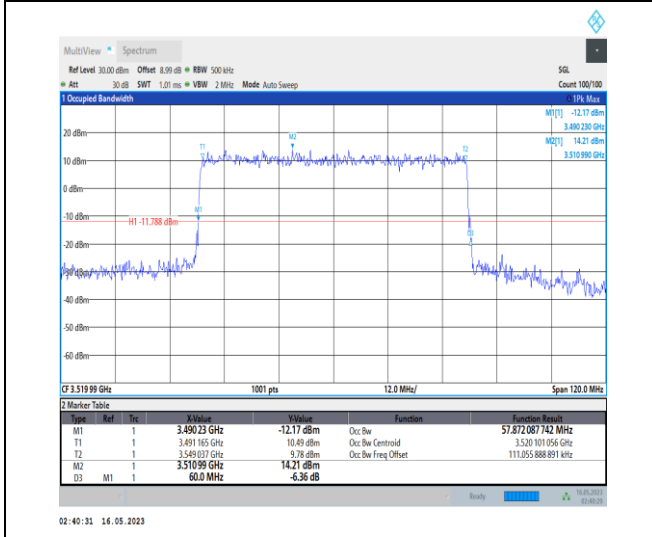 MultiView Spectrum
Ref Level 30.00 dBm Offset 8.99 dB RBW 500 kHz SGL
Att 30 dB SWT 1.01 ms VBW 2 MHz Mode Auto Sweep Count 100/100
1 Occupied Bandwidth 1Pk Max
M1[1] -12.17 dBm
3.490 230 GHz
M2[1] 14.21 dBm
3.510 990 GHz
20 dBm
M2
T1
T2
10 dBm
0 dBm
-10 dBm
M1
H1 -11.788 dBm
-20 dBm
D3
-30 dBm
-40 dBm
-50 dBm
-60 dBm
CF 3.519 99 GHz 1001 pts 12.0 MHz/ Span 120.0 MHz
2 Marker Table
Type Ref Trc X-Value Y-Value Function Function Result
M1 1 3.490 23 GHz -12.17 dBm Occ Bw 57.872 087 742 MHz
T1 1 3.491 165 GHz 10.49 dBm Occ Bw Centroid 3.520 101 056 GHz
T2 1 3.549 037 GHz 9.78 dBm Occ Bw Freq Offset 111.055 888 891 kHz
M2 1 3.510 99 GHz 14.21 dBm
D3 M1 1 60.0 MHz -6.36 dB
Ready 16.05.2023
02:40:31 16.05.2023